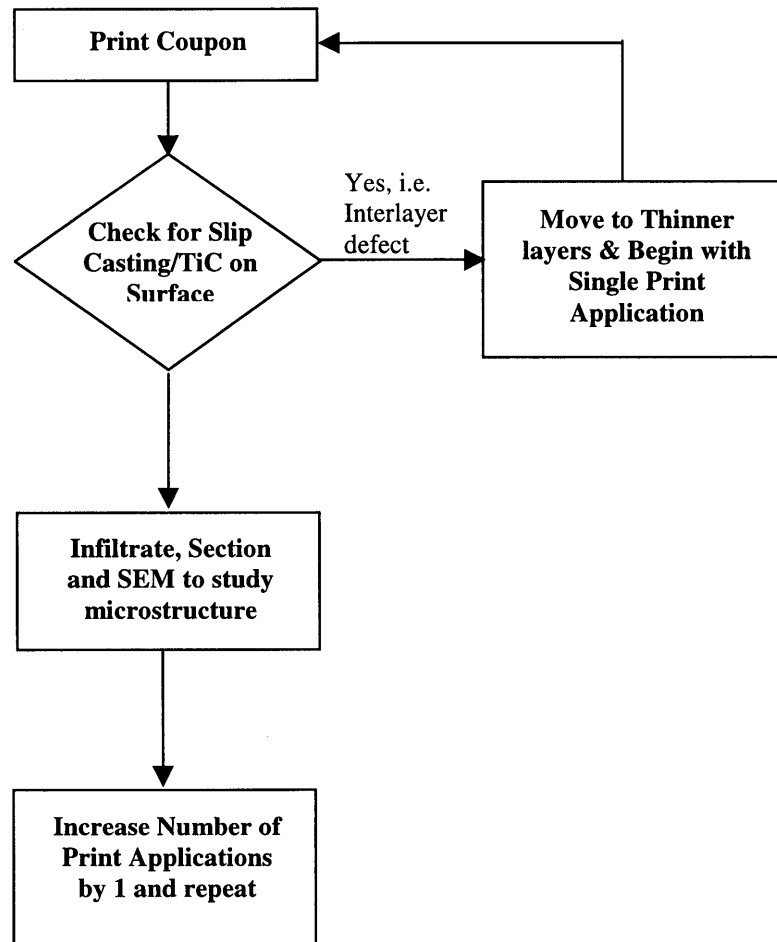 Print Coupon
Check for Slip
Casting/TiC on
Surface
Yes, i.e.
Interlayer
defect
Move to Thinner
layers & Begin with
Single Print
Application
Infiltrate, Section
and SEM to study
microstructure
Increase Number of
Print Applications
by 1 and repeat